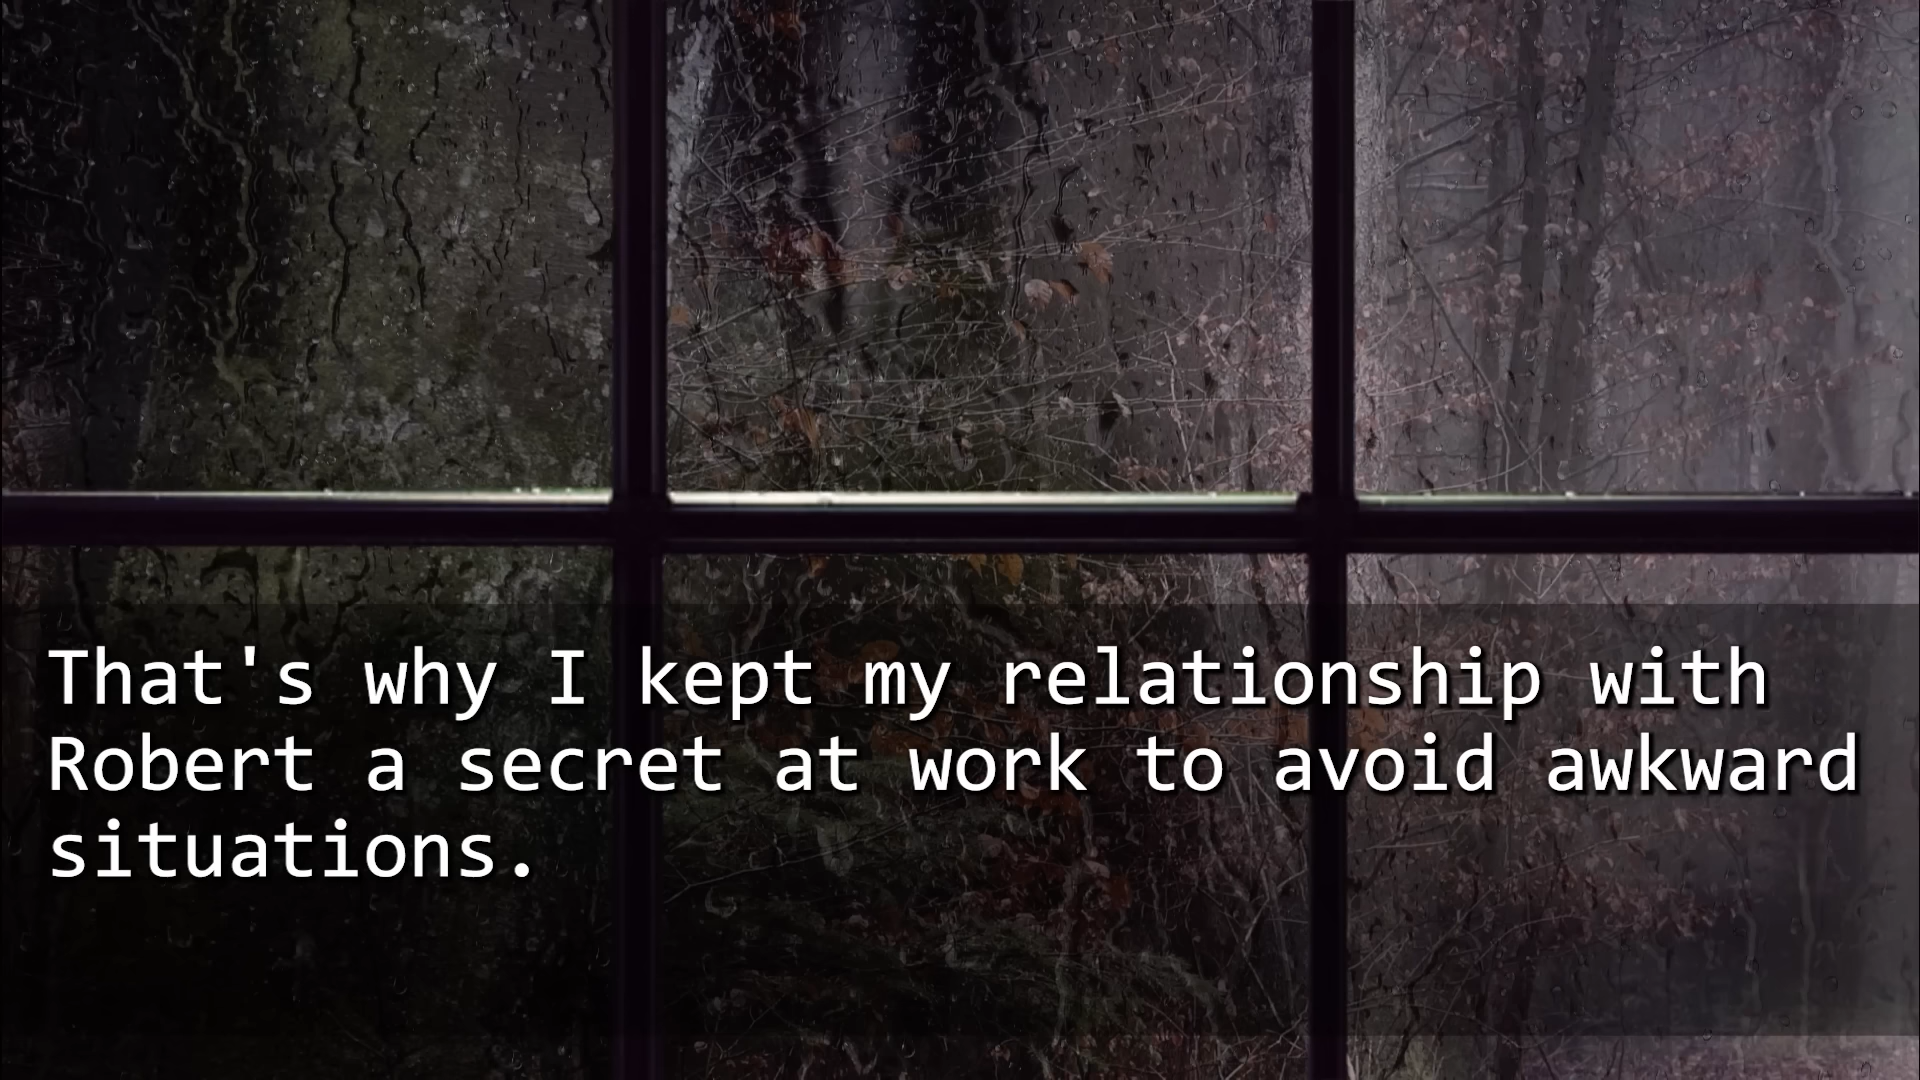 That's why I kept my relationship with
Robert a secret at work to avoid awkward
situations.